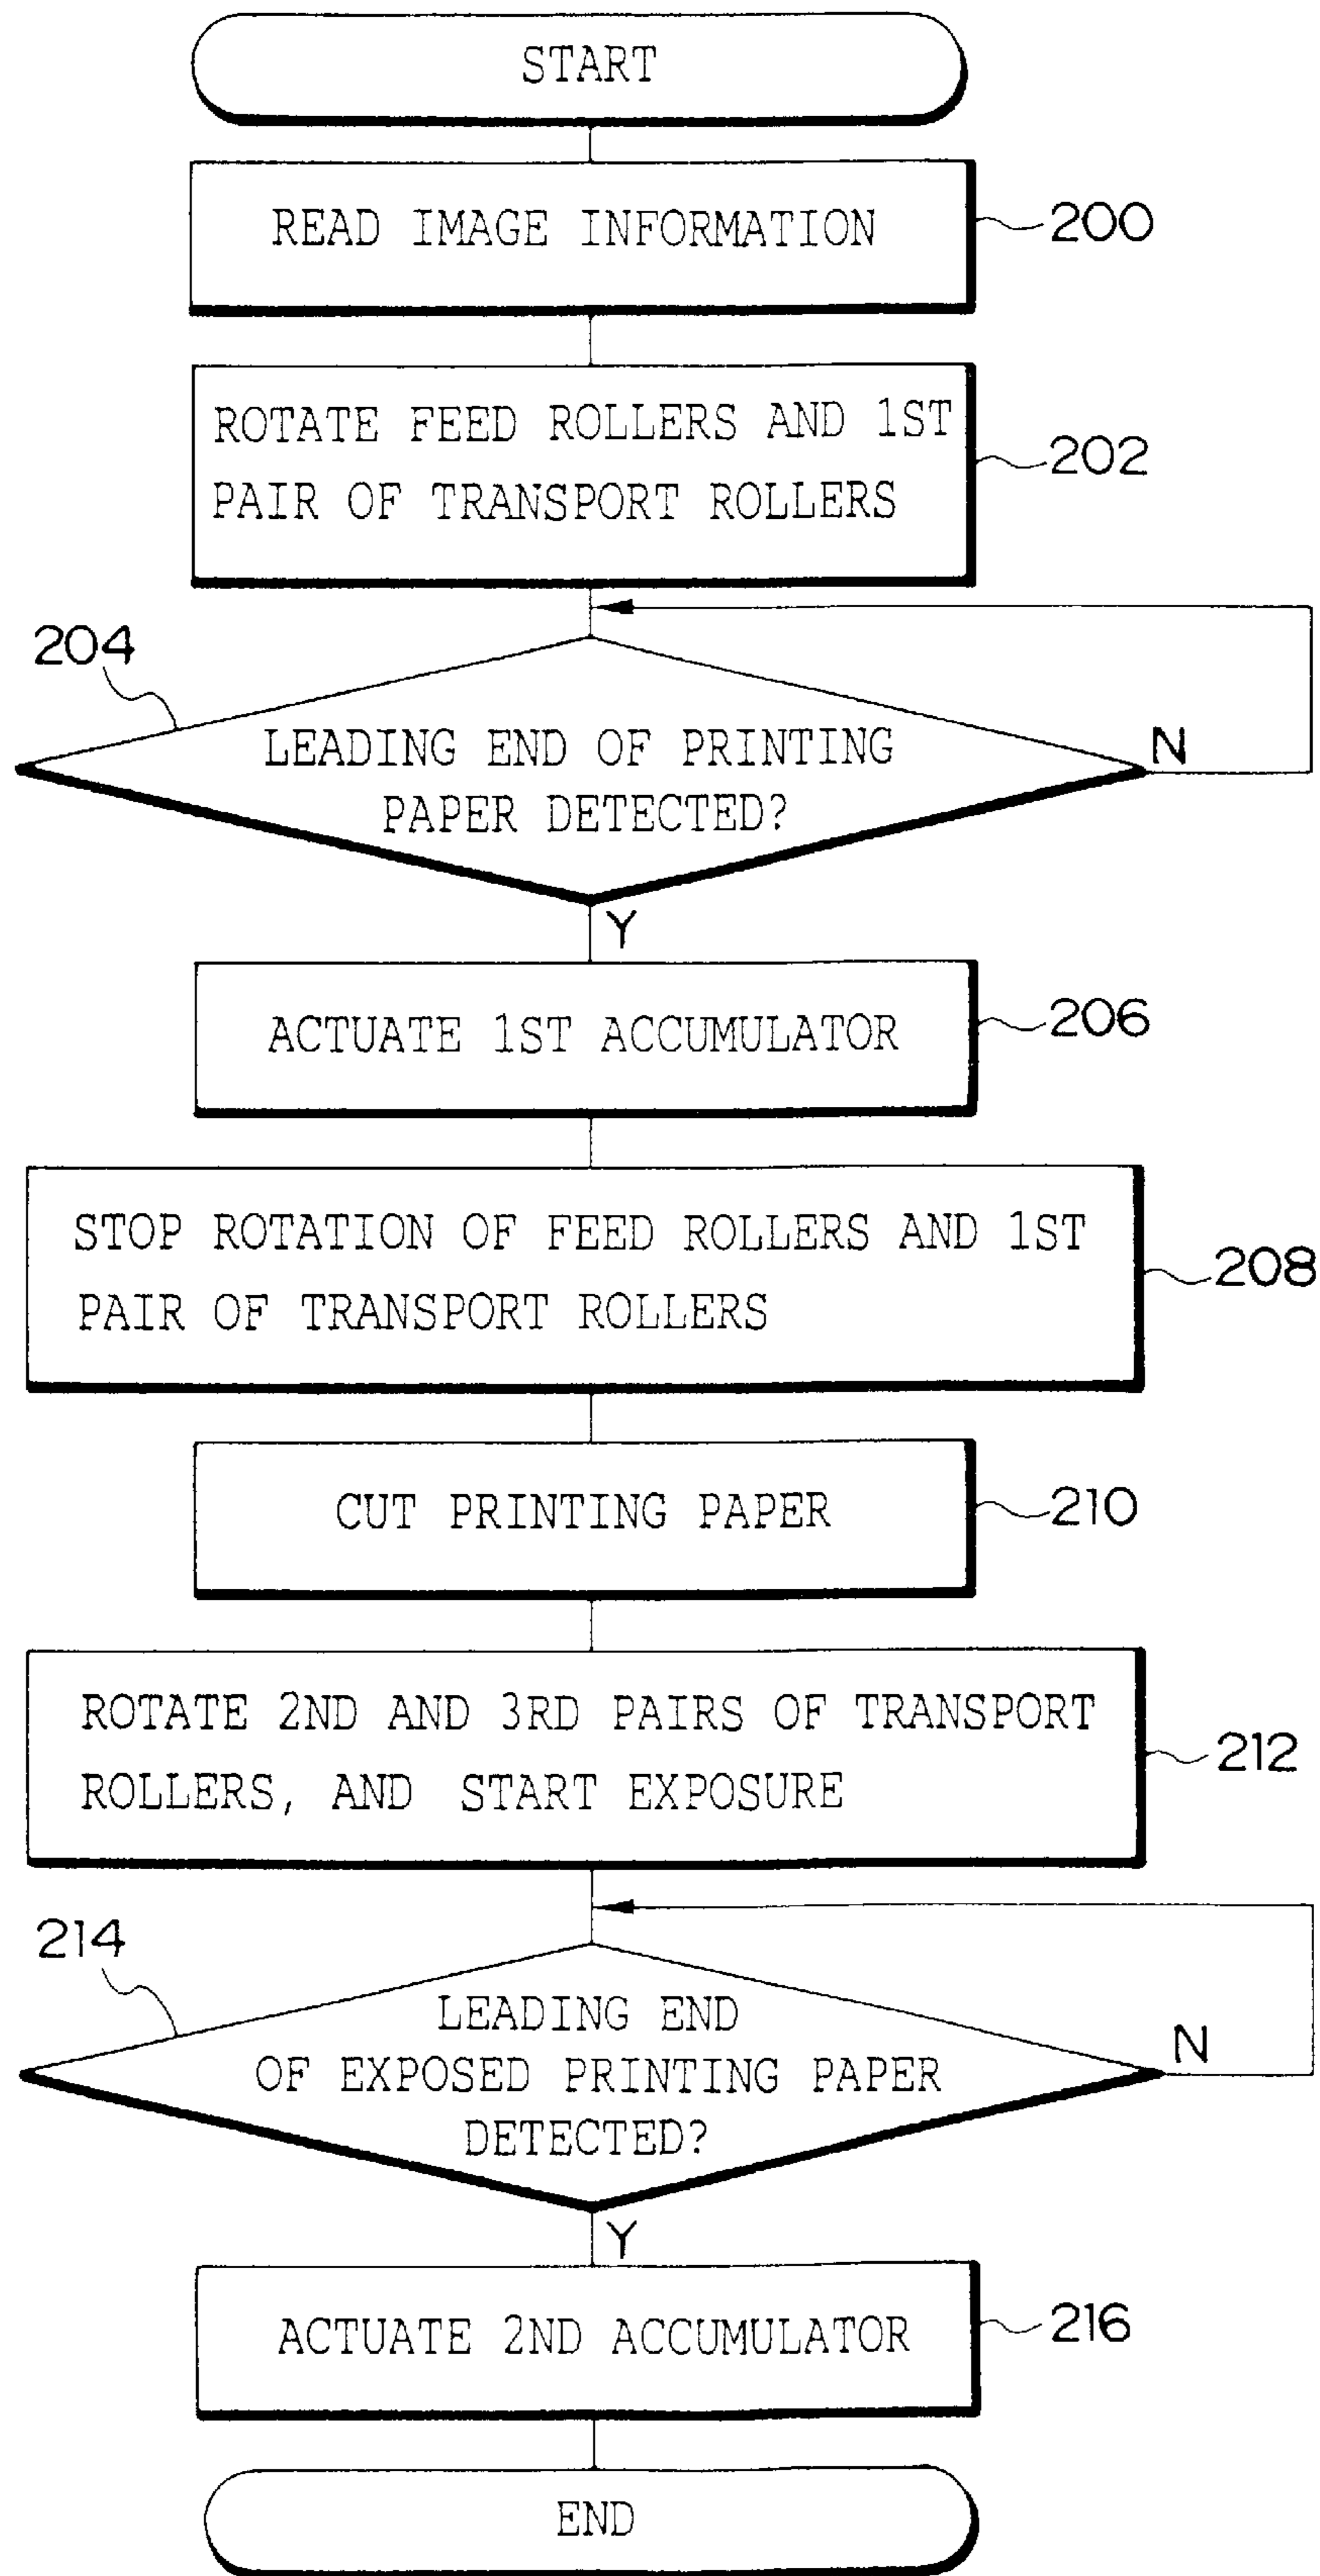 START
READ IMAGE INFORMATION
200
ROTATE FEED ROLLERS AND 1ST
PAIR OF TRANSPORT ROLLERS
202
204
LEADING END OF PRINTING
PAPER DETECTED?
N
Y
ACTUATE 1ST ACCUMULATOR
206
STOP ROTATION OF FEED ROLLERS AND 1ST
PAIR OF TRANSPORT ROLLERS
208
CUT PRINTING PAPER
210
ROTATE 2ND AND 3RD PAIRS OF TRANSPORT
ROLLERS, AND START EXPOSURE
212
214
LEADING END
OF EXPOSED PRINTING PAPER
DETECTED?
N
Y
ACTUATE 2ND ACCUMULATOR
216
END